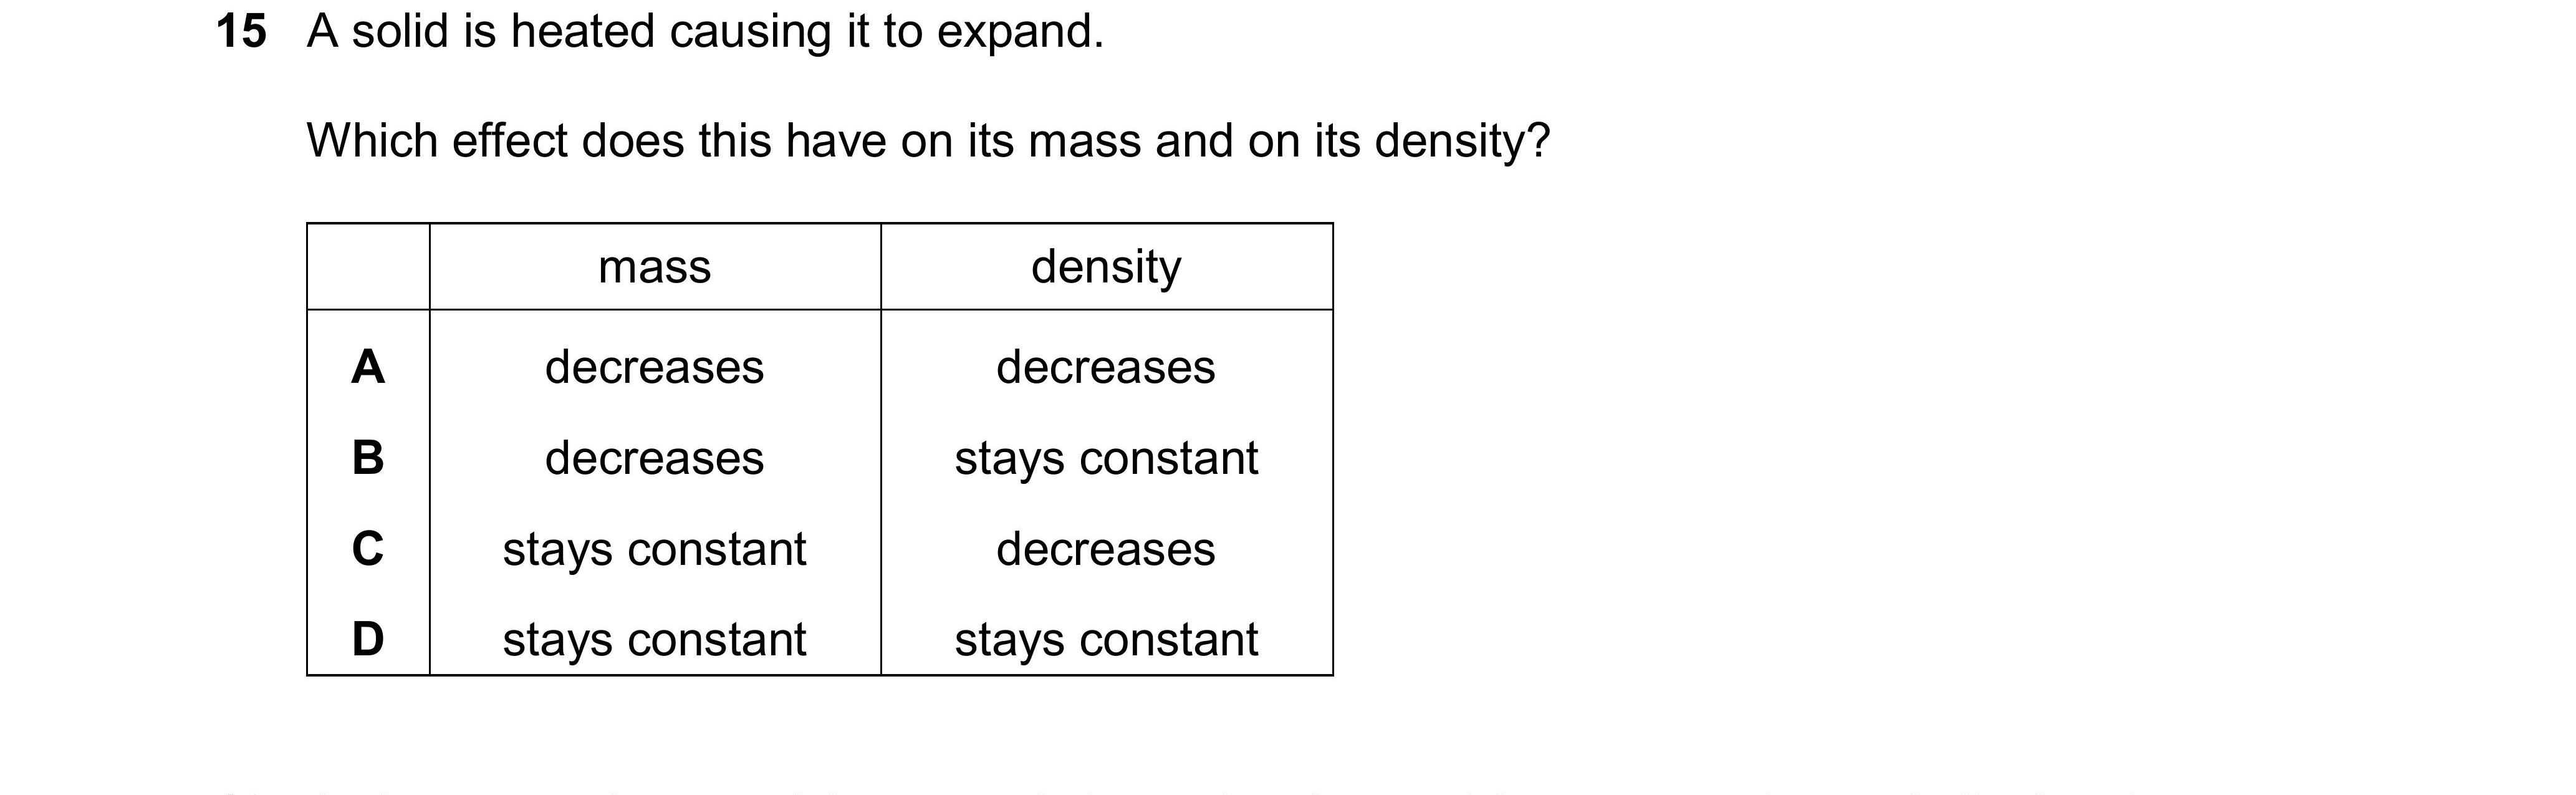 15 A solid is heated causing it to expand.
Which effect does this have on its mass and on its density?
mass density
A decreases decreases
B decreases stays constant
C stays constant decreases
D stays constant stays constant